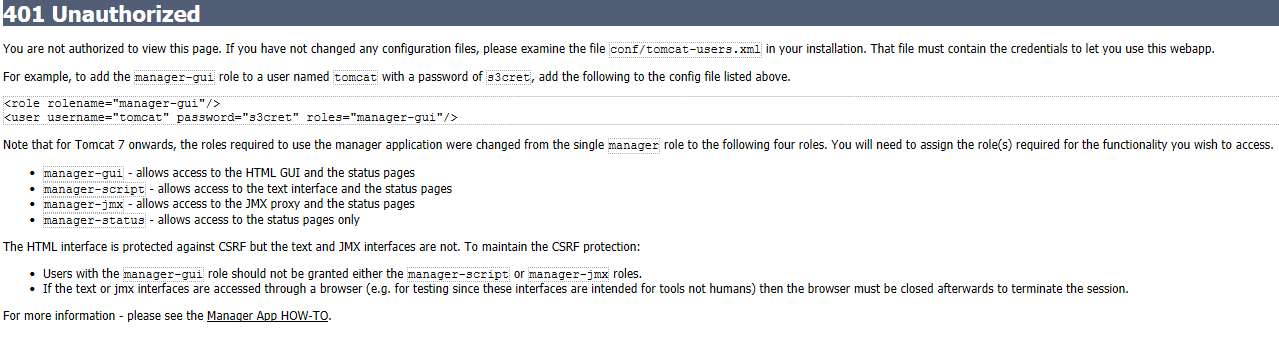 401 Unauthorized
You are not authorized to view this page. If you have not changed any configuration files, please examine the file conf/tomcat-users.xml in your installation. That file must contain the credentials to let you use this webapp.
For example, to add the manager-gui role to a user named tomcat with a password of s3cret, add the following to the config file listed above.
<role rolename="manager-gui"/>
<user username="tomcat" password="s3cret" roles="manager-gui"/>
Note that for Tomcat 7 onwards, the roles required to use the manager application were changed from the single manager role to the following four roles. You will need to assign the role(s) required for the functionality you wish to access.
• manager-gui - allows access to the HTML GUI and the status pages
• manager-script - allows access to the text interface and the status pages
• manager-jmx - allows access to the JMX proxy and the status pages
• manager-status - allows access to the status pages only
The HTML interface is protected against CSRF but the text and JMX interfaces are not. To maintain the CSRF protection:
• Users with the manager-gui role should not be granted either the manager-script or manager-jmx roles.
• If the text or jmx interfaces are accessed through a browser (e.g. for testing since these interfaces are intended for tools not humans) then the browser must be closed afterwards to terminate the session.
For more information - please see the Manager App HOW-TO.